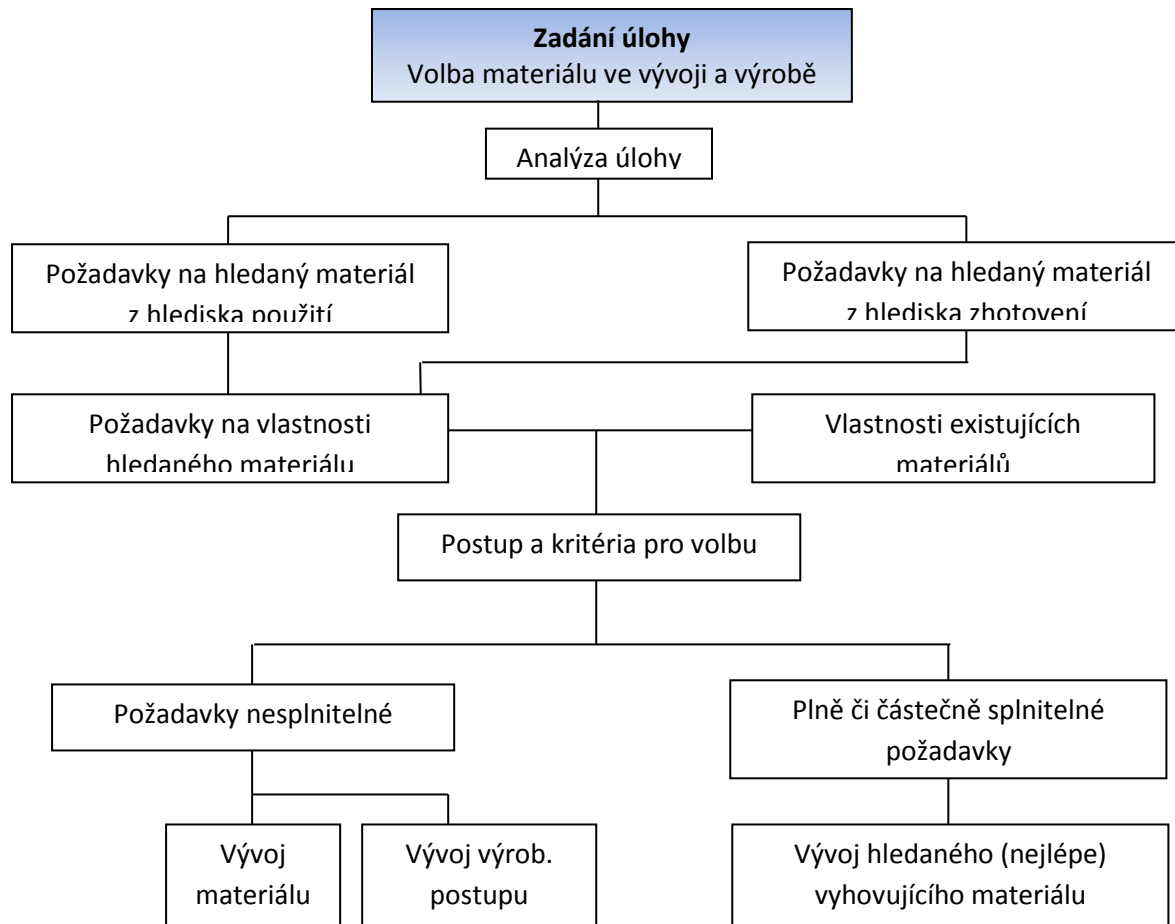 Zadání úlohy
Volba materiálu ve vývoji a výrobě
Analýza úlohy
Požadavky na hledaný materiál
z hlediska použití
Požadavky na hledaný materiál
z hlediska zhotovení
Požadavky na vlastnosti
hledaného materiálu
Vlastnosti existujících
materiálů
Postup a kritéria pro volbu
Požadavky nesplnitelné
Plně či částečně splnitelné
požadavky
Vývoj
materiálu
Vývoj výrob.
postupu
Vývoj hledaného (nejlépe)
vyhovujícího materiálu